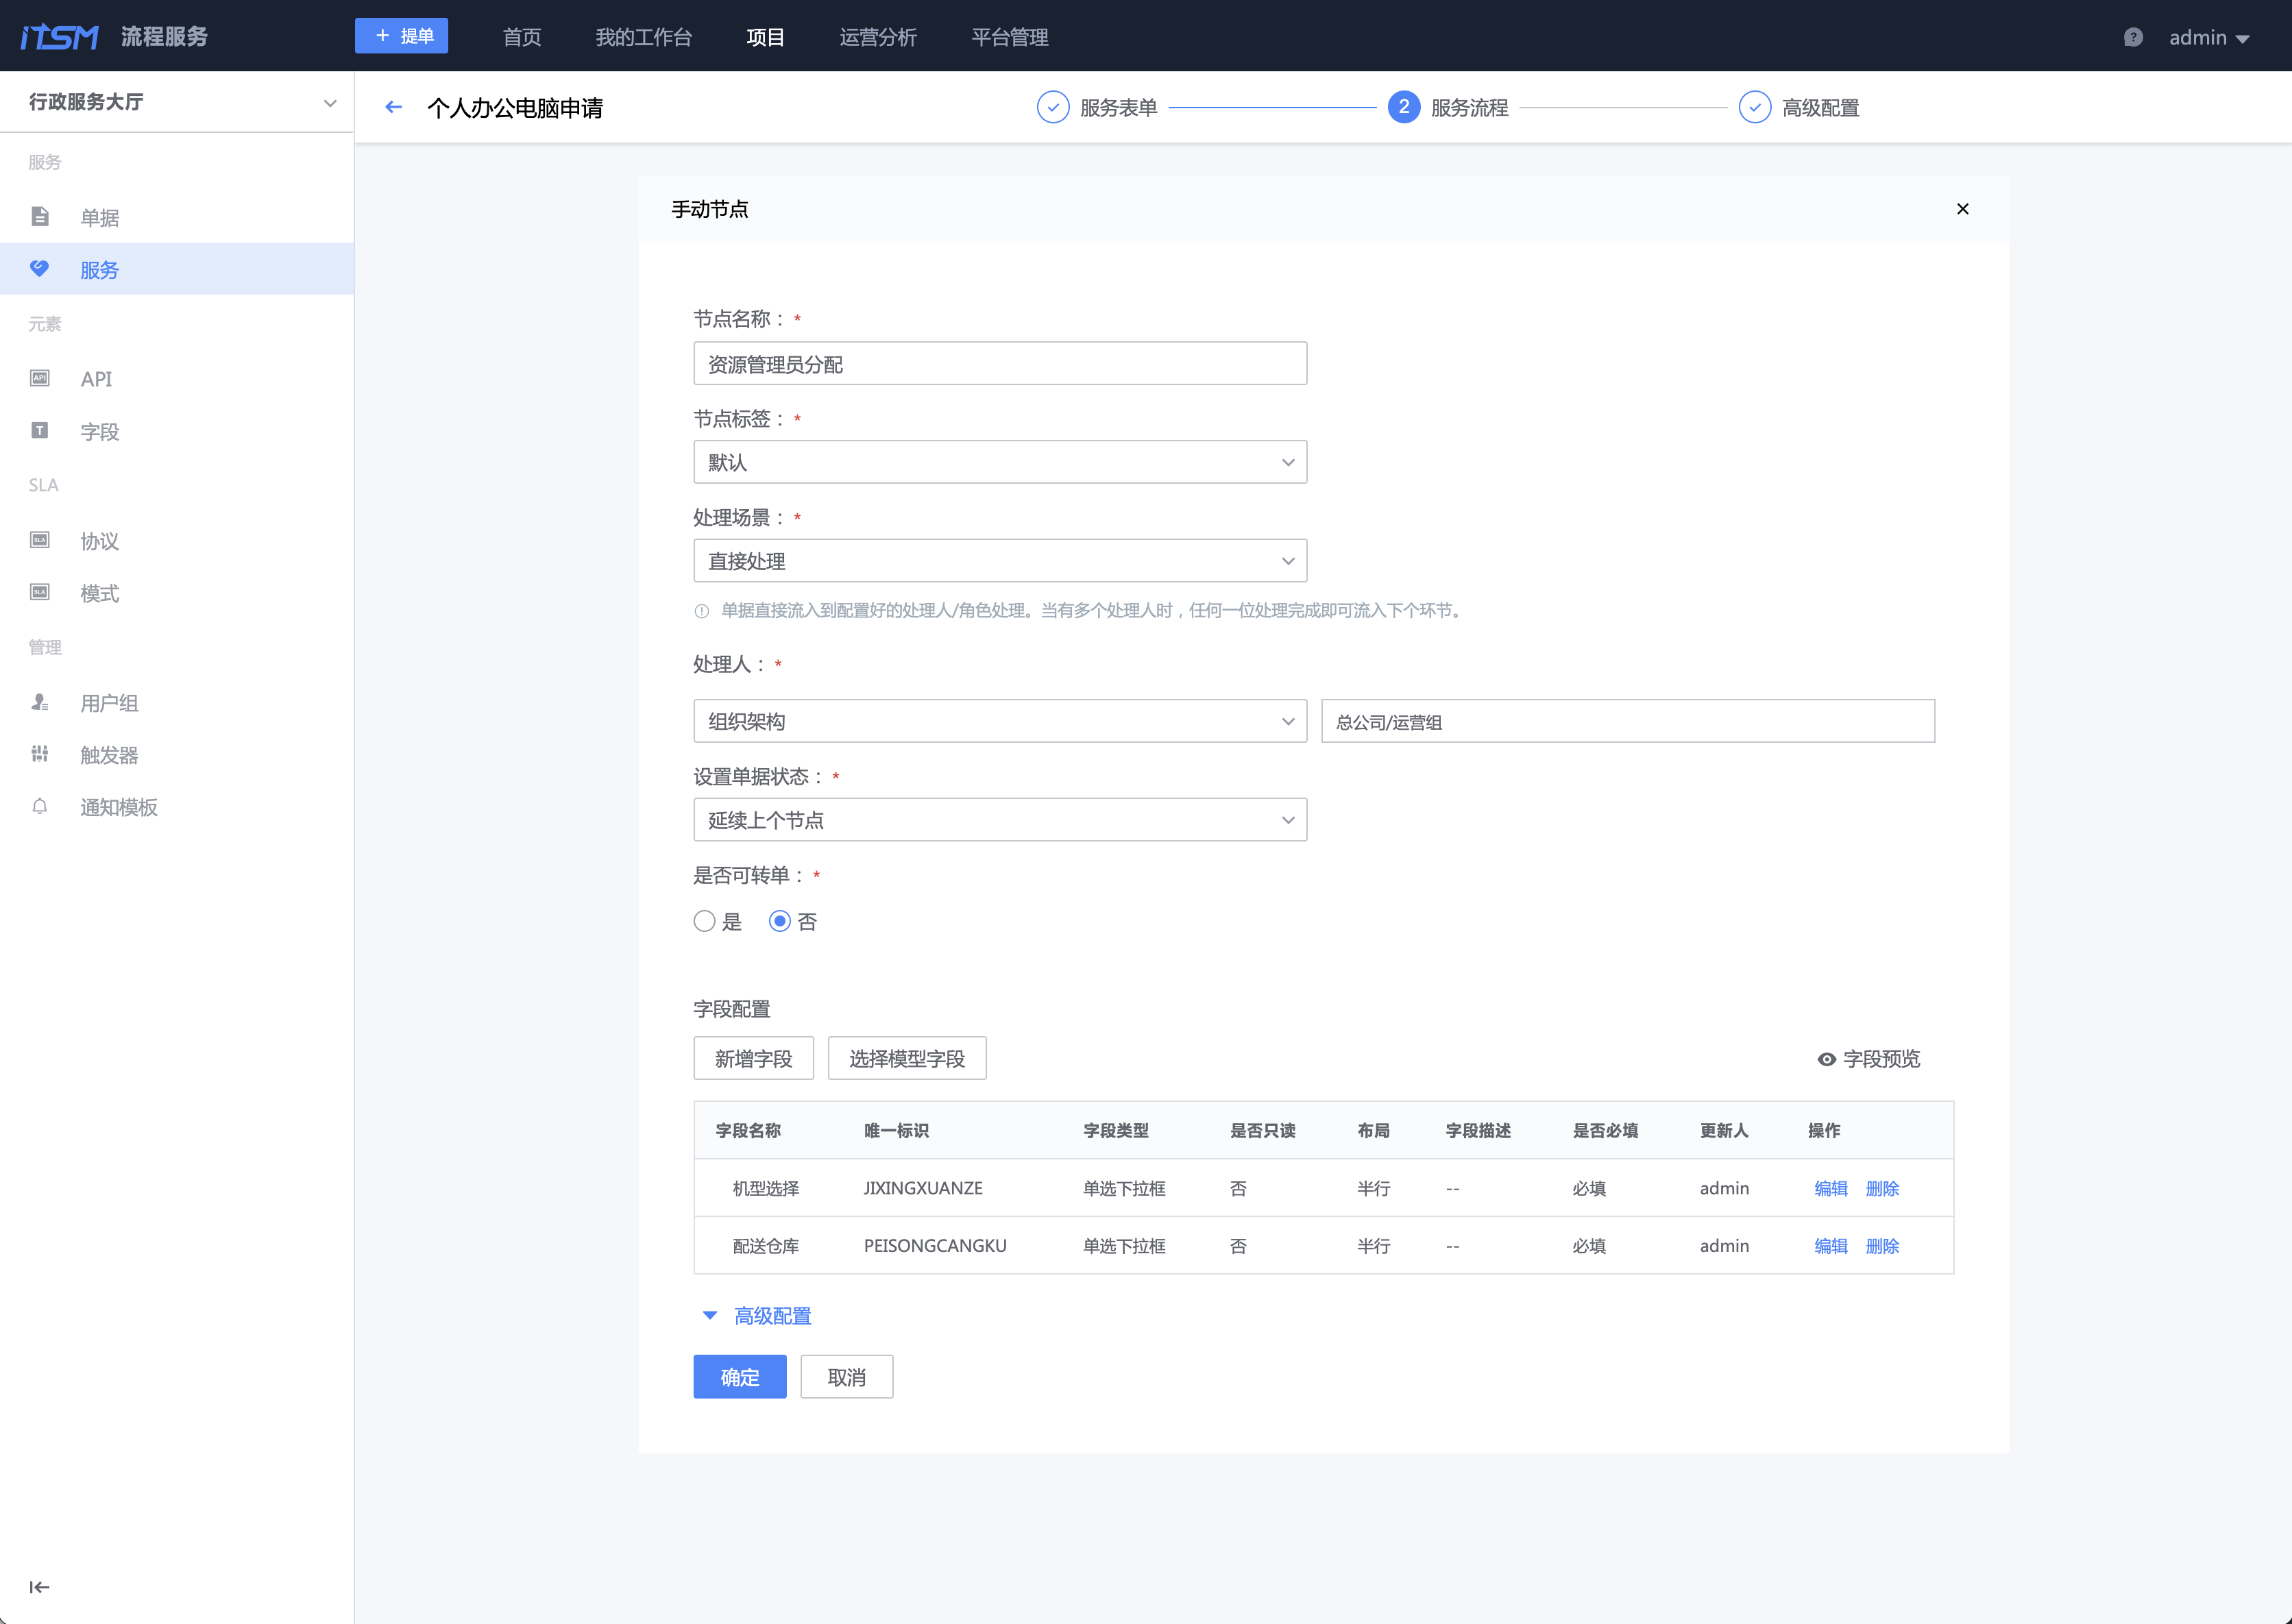 iTSM 流程服务 + 提单 首页 我的工作台 项目 运营分析 平台管理 ? admin
行政服务大厅
个人办公电脑申请 服务表单 2 服务流程 高级配置
服务
单据
服务
元素
API API
T 字段
SLA
SLA 协议
SLA 模式
管理
用户组
触发器
通知模板
手动节点
节点名称： *
资源管理员分配
节点标签： *
默认
处理场景： *
直接处理
单据直接流入到配置好的处理人/角色处理。当有多个处理人时，任何一位处理完成即可流入下个环节。
处理人： *
组织架构 总公司/运营组
设置单据状态： *
延续上个节点
是否可转单： *
是 否
字段配置
新增字段 选择模型字段 字段预览
字段名称 唯一标识 字段类型 是否只读 布局 字段描述 是否必填 更新人 操作
机型选择 JIXINGXUANZE 单选下拉框 否 半行 -- 必填 admin 编辑 删除
配送仓库 PEISONGCANGKU 单选下拉框 否 半行 -- 必填 admin 编辑 删除
高级配置
确定 取消